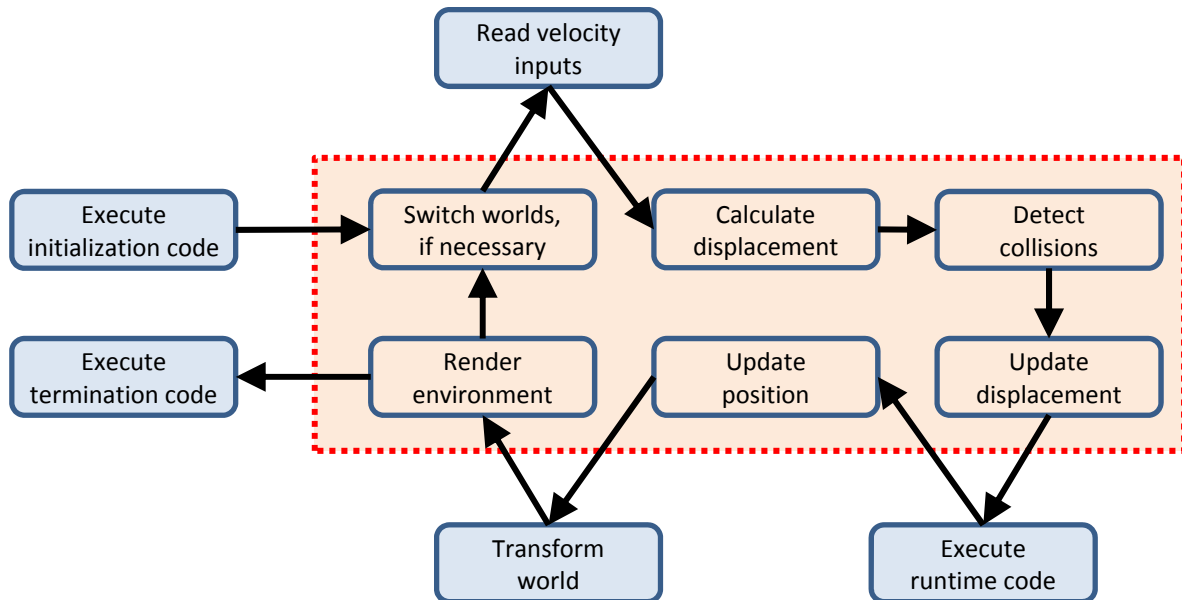 Read velocity
inputs
Execute
initialization code
Switch worlds,
if necessary
Calculate
displacement
Detect
collisions
Execute
termination code
Render
environment
Update
position
Update
displacement
Transform
world
Execute
runtime code